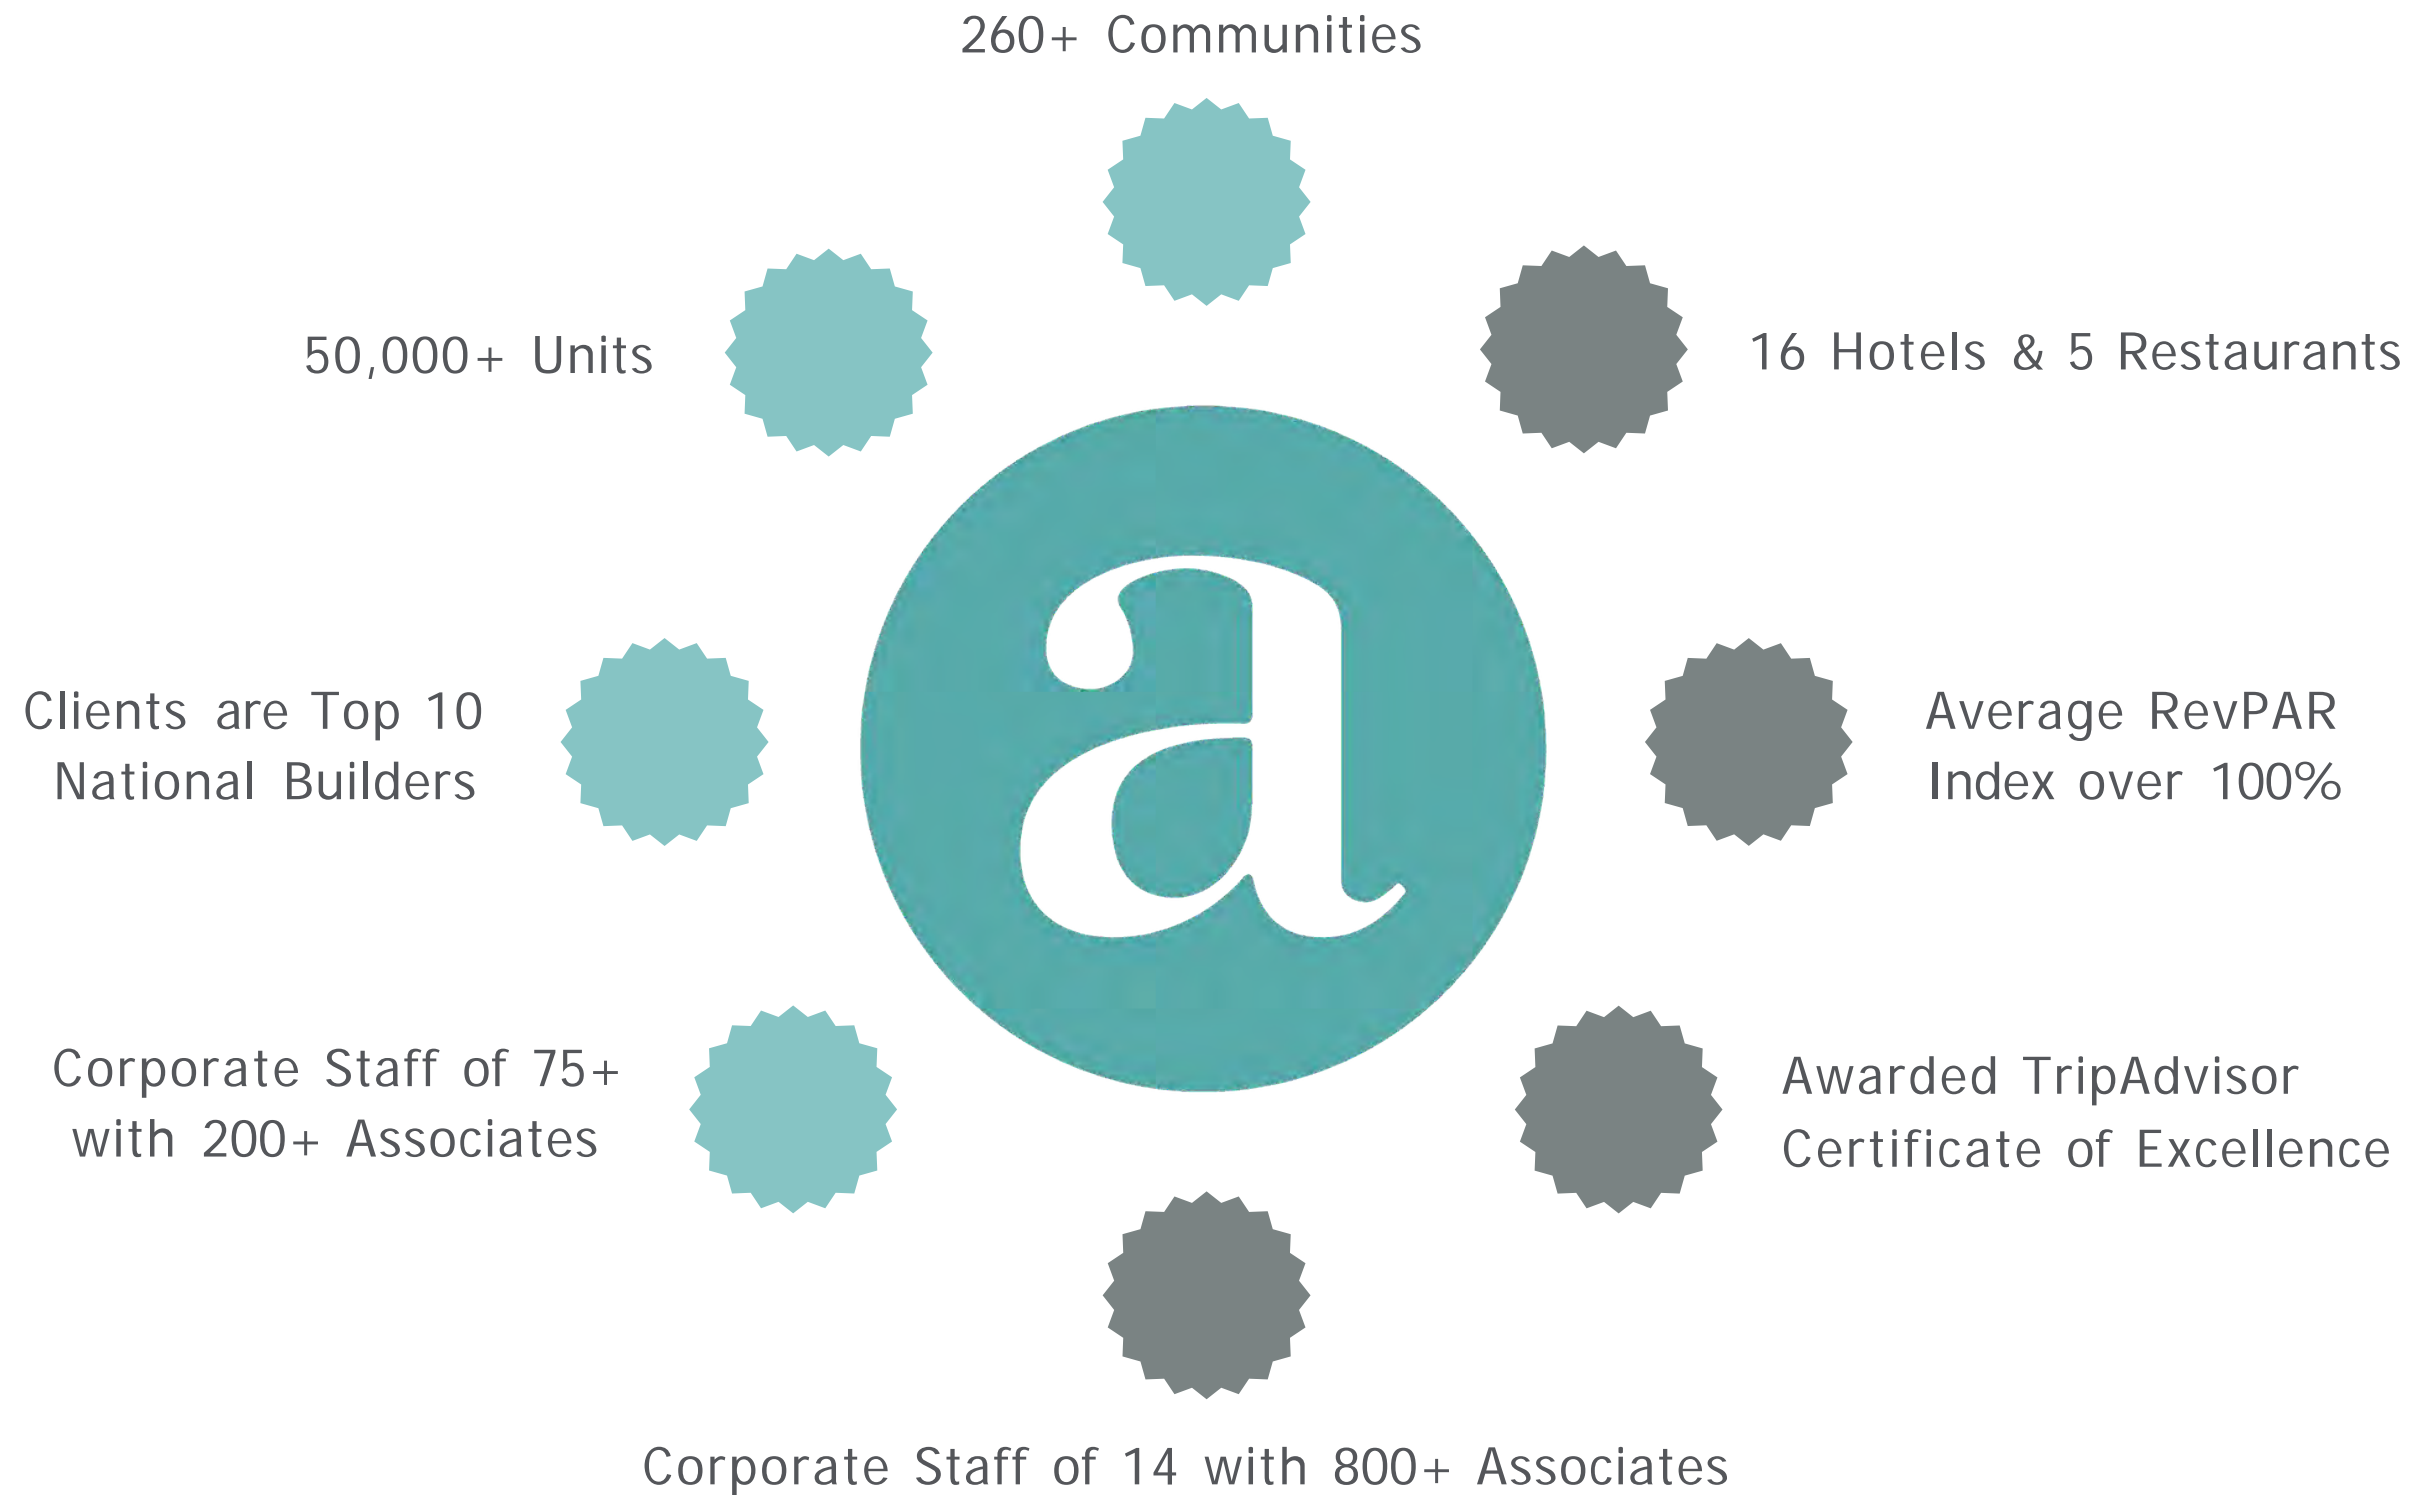 260+ Communities
50,000+ Units
16 Hotels & 5 Restaurants
a
Clients are Top 10
National Builders
Average RevPAR
Index over 100%
Corporate Staff of 75+
with 200+ Associates
Awarded TripAdvisor
Certificate of Excellence
Corporate Staff of 14 with 800+ Associates